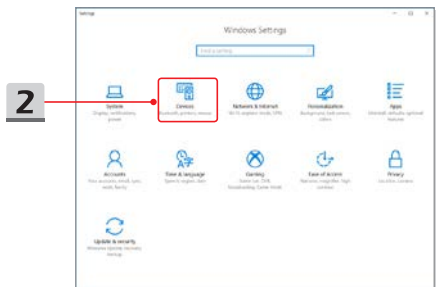 Settings
Windows Settings
Find a setting
2
System
Display, notifications,
power
Devices
Bluetooth, printers, mouse
Network & Internet
Wi-Fi, airplane mode, VPN
Personalization
Background, lock screen,
colors
Apps
Uninstall, defaults, optional
features
Accounts
Your accounts, email, sync,
work, family
Time & language
Speech, region, date
Gaming
Game bar, DVR,
broadcasting, Game Mode
Ease of Access
Narrator, magnifier, high
contrast
Privacy
Location, camera
Update & security
Windows Update, recovery,
backup